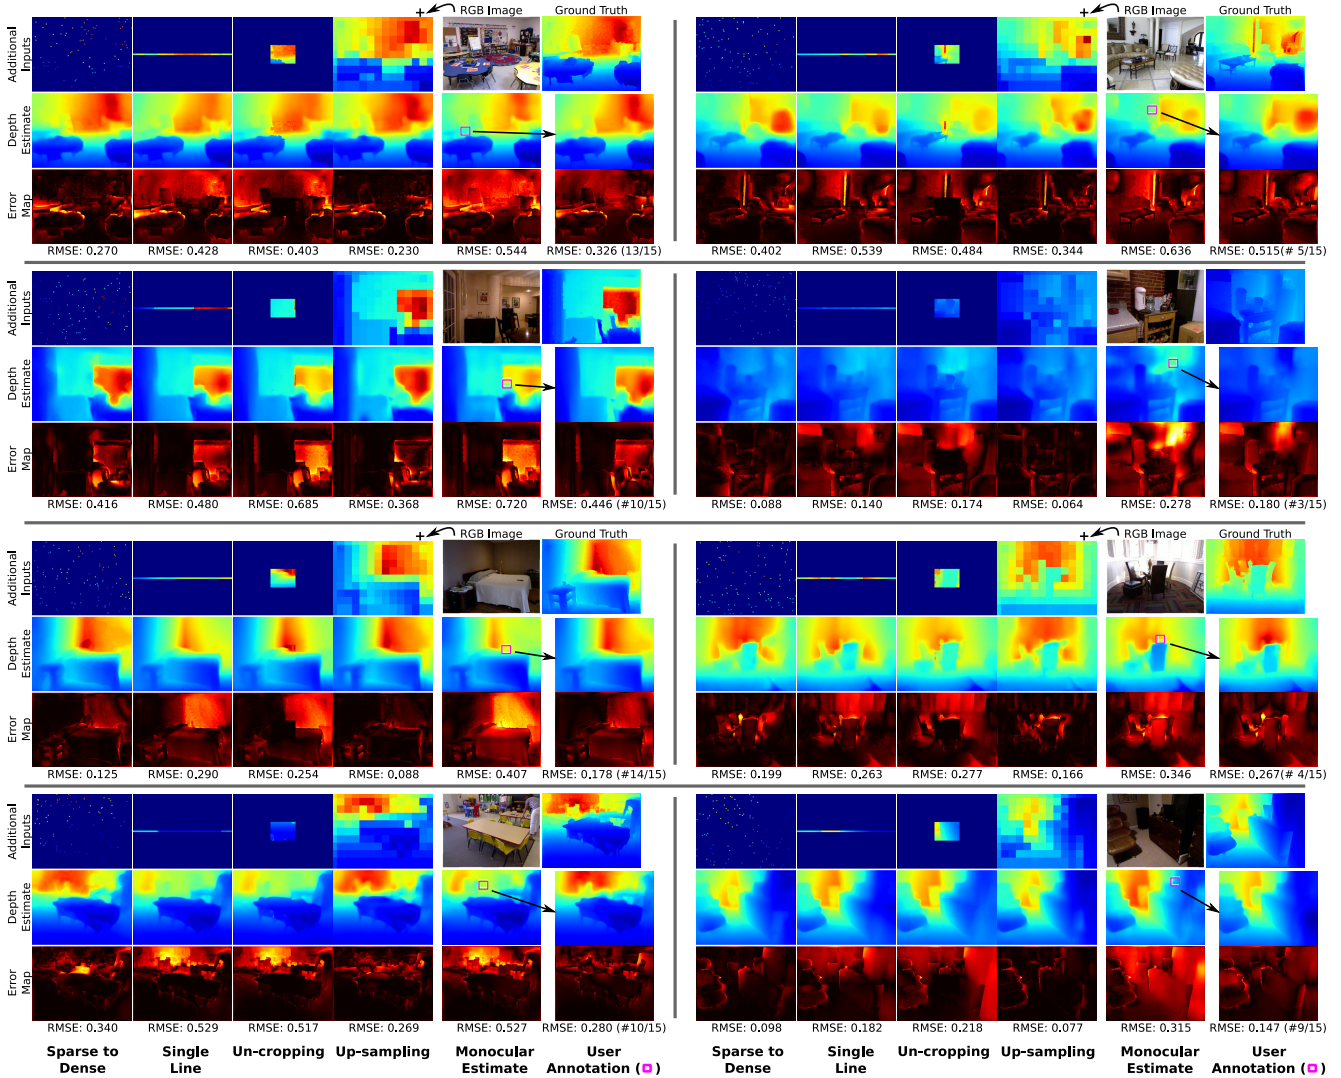 RGB Image Ground Truth
RGB Image Ground Truth
Additional Inputs
Depth Estimate
Error Map
RMSE: 0.270 RMSE: 0.428 RMSE: 0.403 RMSE: 0.230 RMSE: 0.544 RMSE: 0.326 (13/15)
RMSE: 0.402 RMSE: 0.539 RMSE: 0.484 RMSE: 0.344 RMSE: 0.636 RMSE: 0.515(# 5/15)
Additional Inputs
Depth Estimate
Error Map
RMSE: 0.416 RMSE: 0.480 RMSE: 0.685 RMSE: 0.368 RMSE: 0.720 RMSE: 0.446 (#10/15)
RMSE: 0.088 RMSE: 0.140 RMSE: 0.174 RMSE: 0.064 RMSE: 0.278 RMSE: 0.180 (#3/15)
RGB Image Ground Truth
RGB Image Ground Truth
Additional Inputs
Depth Estimate
Error Map
RMSE: 0.125 RMSE: 0.290 RMSE: 0.254 RMSE: 0.088 RMSE: 0.407 RMSE: 0.178 (#14/15)
RMSE: 0.199 RMSE: 0.263 RMSE: 0.277 RMSE: 0.166 RMSE: 0.346 RMSE: 0.267(# 4/15)
Additional Inputs
Depth Estimate
Error Map
RMSE: 0.340 RMSE: 0.529 RMSE: 0.517 RMSE: 0.269 RMSE: 0.527 RMSE: 0.280 (#10/15)
RMSE: 0.098 RMSE: 0.182 RMSE: 0.218 RMSE: 0.077 RMSE: 0.315 RMSE: 0.147 (#9/15)
Sparse to Dense
Single Line
Un-cropping
Up-sampling
Monocular Estimate
User Annotation ( )
Sparse to Dense
Single Line
Un-cropping
Up-sampling
Monocular Estimate
User Annotation ( )